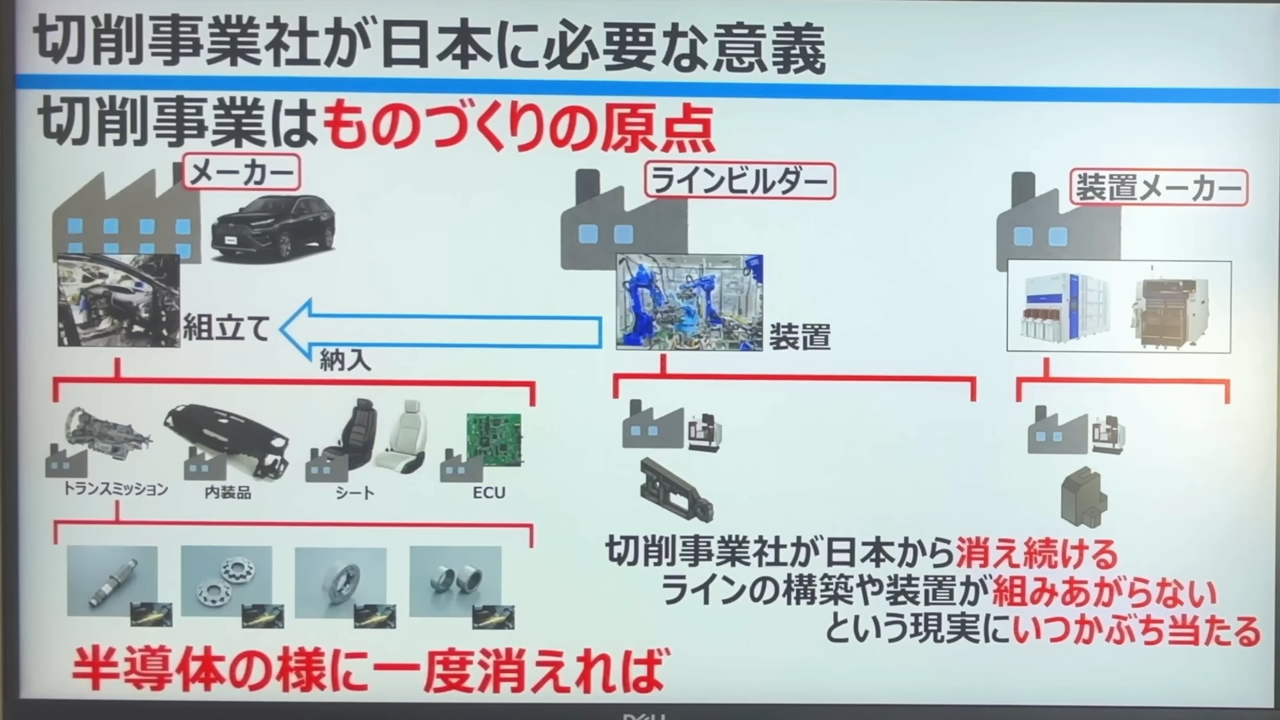 切削事業社が日本に必要な意義
切削事業はものづくりの原点
メーカー
ラインビルダー
装置メーカー
組立て
納入
装置
トランスミッション
内装品
シート
ECU
切削事業社が日本から消え続ける
ラインの構築や装置が組みあがらない
という現実にいつかぶち当たる
半導体の様に一度消えれば
DELL